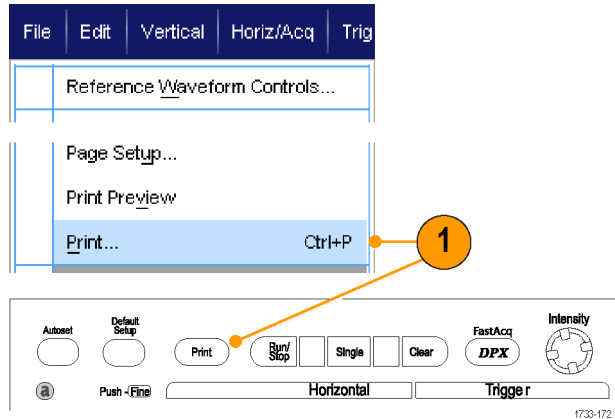 File Edit Vertical Horiz/Acq Trig
Reference Waveform Controls...
Page Setup...
Print Preview
Print... Ctrl+P
1
Autoset
Default
Setup
Print
Run/
Stop
Single
Clear
FastAcq
DPX
Intensity
a
Push - Fine
Horizontal
Trigger
1733-172